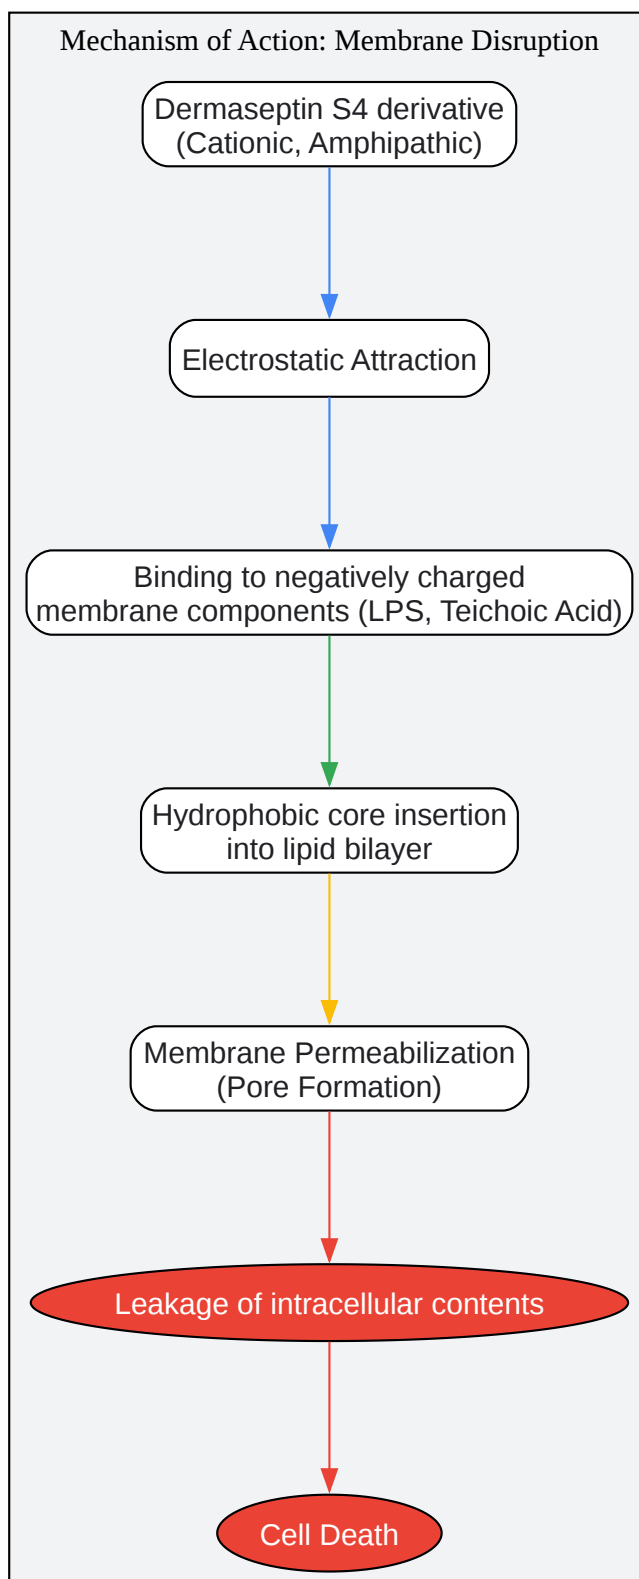 Mechanism of Action: Membrane Disruption
Dermaseptin S4 derivative
(Cationic, Amphipathic)
Electrostatic Attraction
Binding to negatively charged
membrane components (LPS, Teichoic Acid)
Hydrophobic core insertion
into lipid bilayer
Membrane Permeabilization
(Pore Formation)
Leakage of intracellular contents
Cell Death